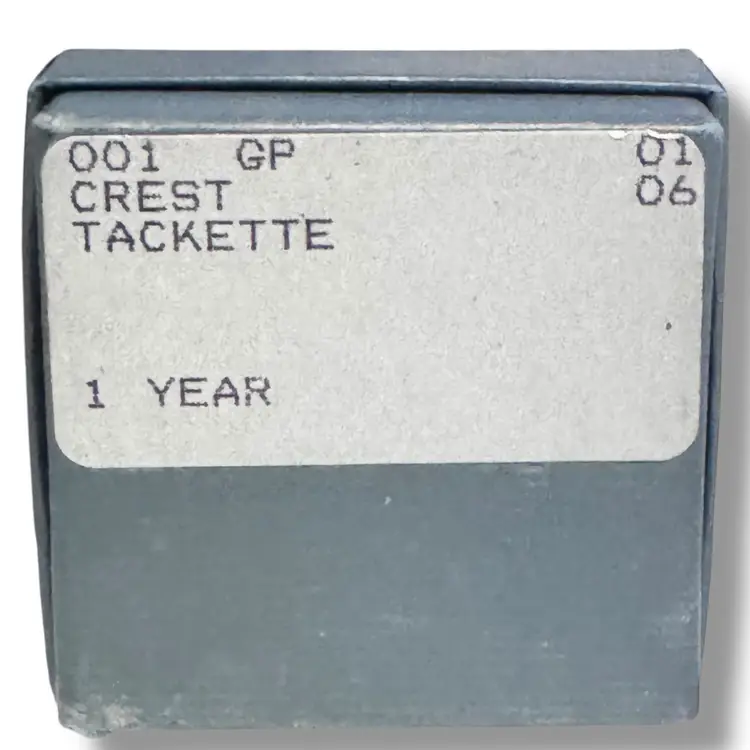 001 GP 01
CREST 06
TACKETTE
1 YEAR